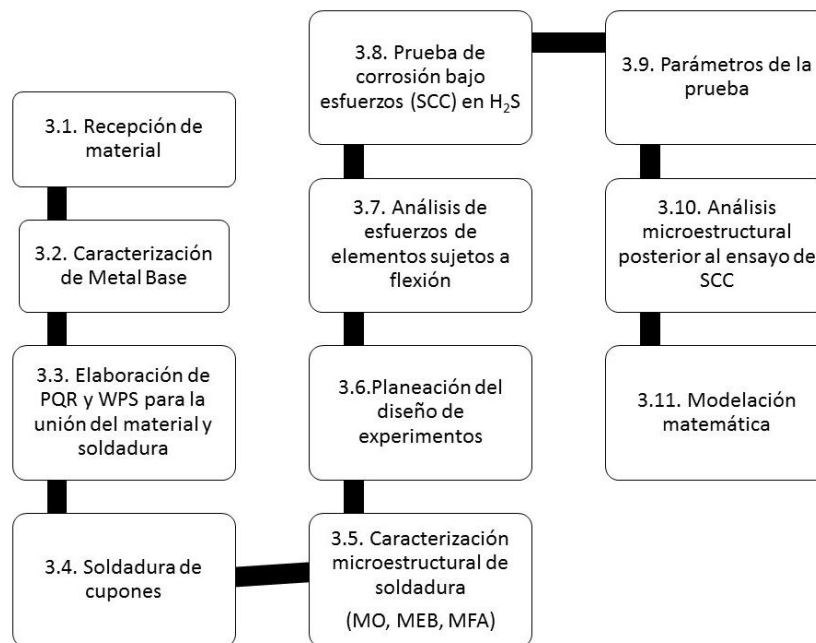 3.1. Recepción de
material
3.2. Caracterización
de Metal Base
3.3. Elaboración de
PQR y WPS para la
unión del material y
soldadura
3.4. Soldadura de
cupones
3.5. Caracterización
microestructural de
soldadura
(MO, MEB, MFA)
3.6.Planeación del
diseño de
experimentos
3.7. Análisis de
esfuerzos de
elementos sujetos a
flexión
3.8. Prueba de
corrosión bajo
esfuerzos (SCC) en H₂S
3.9. Parámetros de la
prueba
3.10. Análisis
microestructural
posterior al ensayo de
SCC
3.11. Modelación
matemática